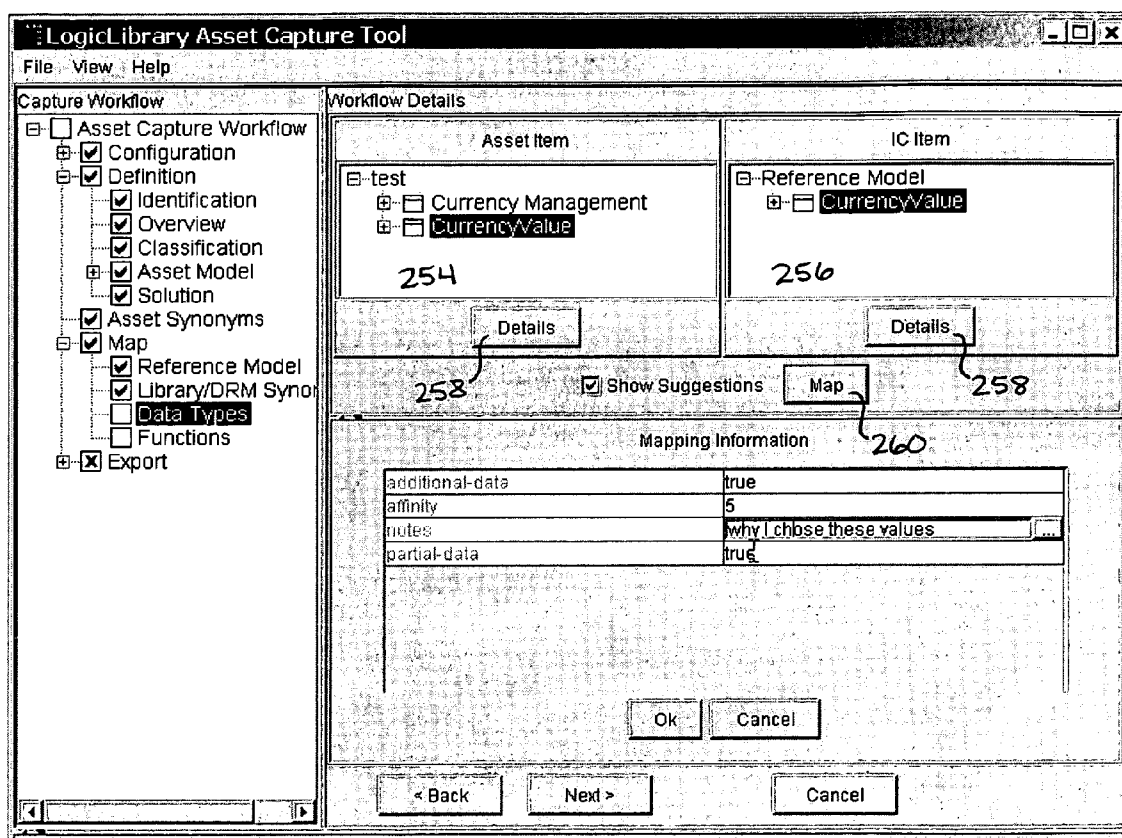 LogicLibrary Asset Capture Tool
File View Help
Capture Workflow
Asset Capture Workflow
Configuration
Definition
Identification
Overview
Classification
Asset Model
Solution
Asset Synonyms
Map
Reference Model
Library/DRM Synor
Data Types
Functions
Export
Workflow Details
Asset Item
test
Currency Management
CurrencyValue
254
Details
258
IC Item
Reference Model
CurrencyValue
256
Details
258
Show Suggestions
Map
260
Mapping Information
additional-data true
affinity 5
notes why I chose these values ...
partial-data true
Ok Cancel
< Back Next > Cancel